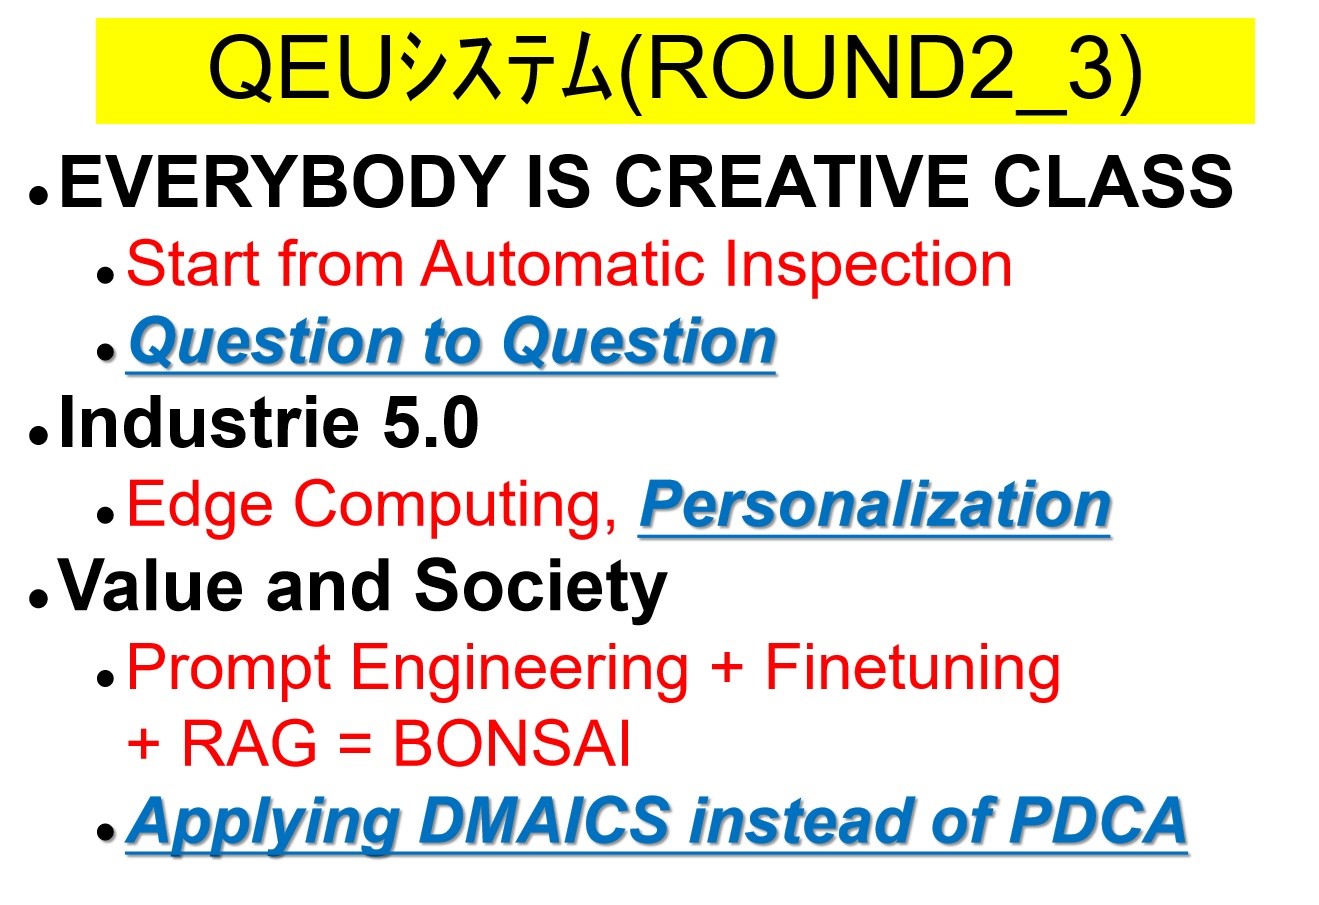 QEUシステム(ROUND2_3)
EVERYBODY IS CREATIVE CLASS
Start from Automatic Inspection
Question to Question
Industrie 5.0
Edge Computing, Personalization
Value and Society
Prompt Engineering + Finetuning
+ RAG = BONSAI
Applying DMAICS instead of PDCA